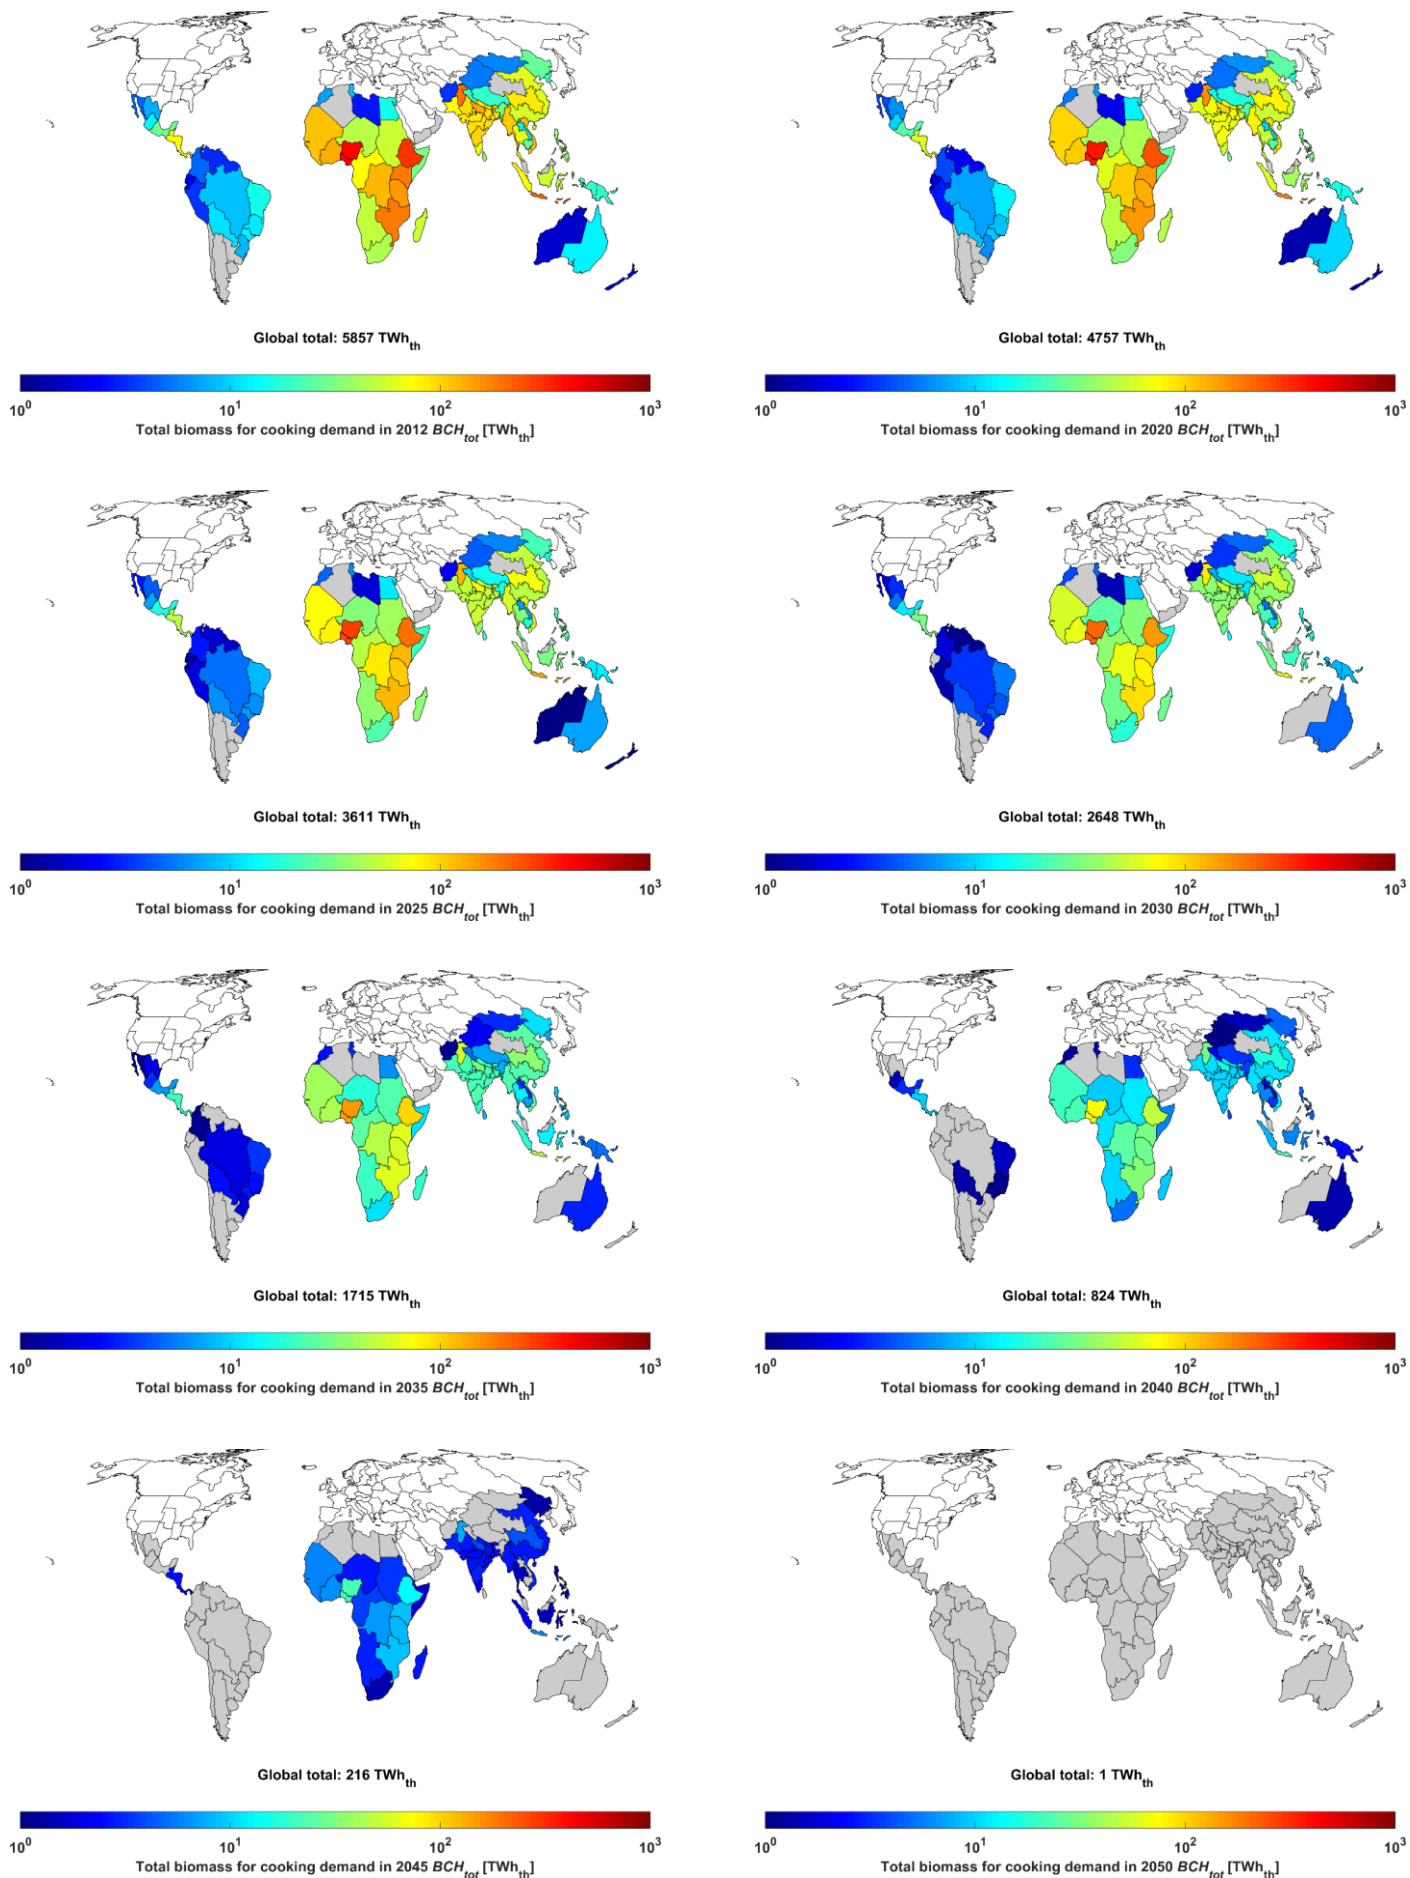 Global total: 5857 TWh_th
10^0 10^1 10^2 10^3
Total biomass for cooking demand in 2012 BCH_tot [TWh_th]
Global total: 4757 TWh_th
10^0 10^1 10^2 10^3
Total biomass for cooking demand in 2020 BCH_tot [TWh_th]
Global total: 3611 TWh_th
10^0 10^1 10^2 10^3
Total biomass for cooking demand in 2025 BCH_tot [TWh_th]
Global total: 2648 TWh_th
10^0 10^1 10^2 10^3
Total biomass for cooking demand in 2030 BCH_tot [TWh_th]
Global total: 1715 TWh_th
10^0 10^1 10^2 10^3
Total biomass for cooking demand in 2035 BCH_tot [TWh_th]
Global total: 824 TWh_th
10^0 10^1 10^2 10^3
Total biomass for cooking demand in 2040 BCH_tot [TWh_th]
Global total: 216 TWh_th
10^0 10^1 10^2 10^3
Total biomass for cooking demand in 2045 BCH_tot [TWh_th]
Global total: 1 TWh_th
10^0 10^1 10^2 10^3
Total biomass for cooking demand in 2050 BCH_tot [TWh_th]